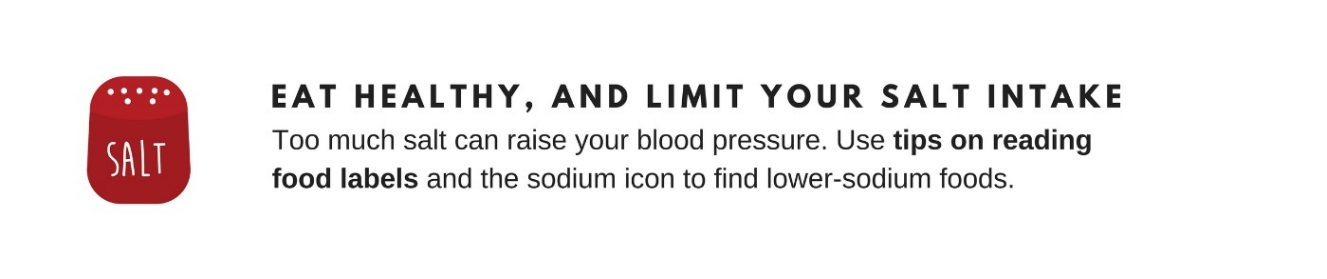 SALT
EAT HEALTHY, AND LIMIT YOUR SALT INTAKE
Too much salt can raise your blood pressure. Use tips on reading
food labels and the sodium icon to find lower-sodium foods.